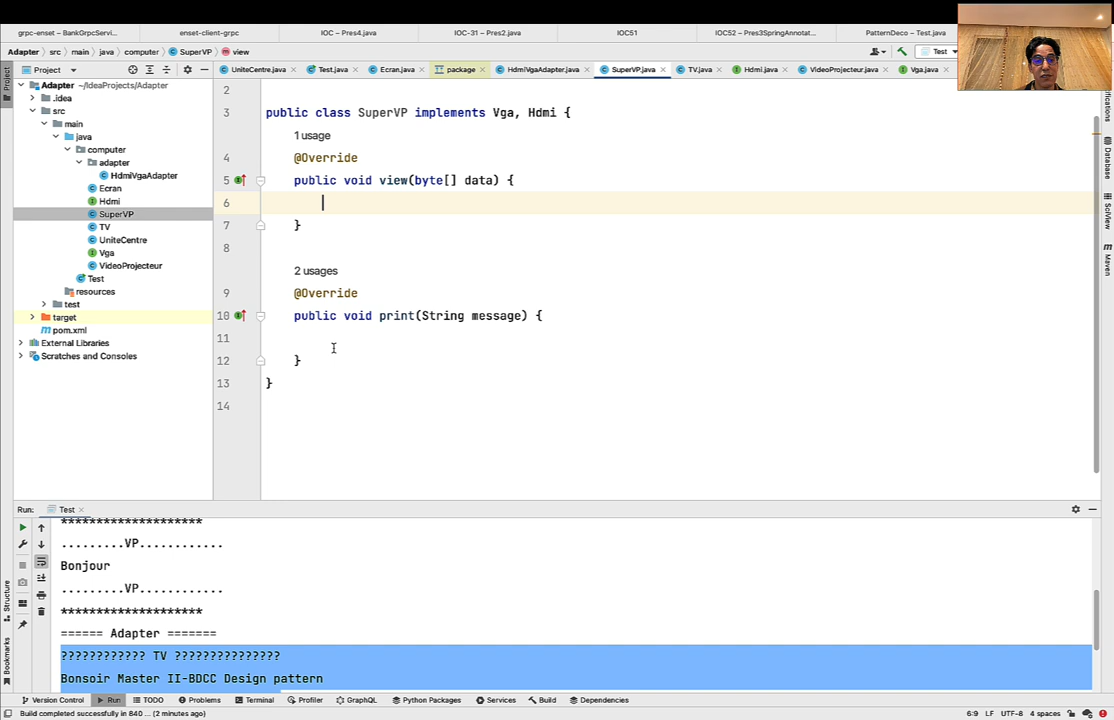 grpc-enset – BankGrpcServi... enset-client-grpc IOC – Pres4.java IOC-31 – Pres2.java IOC51 IOC52 – Pres3SpringAnnotat... PatternDeco – Test.java
Adapter src main java computer SuperVP view Test
Project UniteCentre.java Test.java Ecran.java package HdmiVgaAdapter.java SuperVP.java TV.java Hdmi.java VideoProjecteur.java Vga.java
Project
Adapter ~/IdeaProjects/Adapter
.idea
src
main
java
computer
adapter
HdmiVgaAdapter
Ecran
Hdmi
SuperVP
TV
UniteCentre
Vga
VideoProjecteur
Test
resources
test
target
pom.xml
External Libraries
Scratches and Consoles
2
3 public class SuperVP implements Vga, Hdmi {
1 usage
4 @Override
5 public void view(byte[] data) {
6
7 }
8
2 usages
9 @Override
10 public void print(String message) {
11
12 }
13 }
14
Database
SciView
Maven
Run: Test
********************
.........VP............
Bonjour
.........VP............
********************
====== Adapter =======
???????????? TV ???????????????
Bonsoir Master II-BDCC Design pattern
Structure
Bookmarks
Version Control Run TODO Problems Terminal Profiler GraphQL Python Packages Services Build Dependencies
Build completed successfully in 840 ... (2 minutes ago) 6:9 LF UTF-8 4 spaces